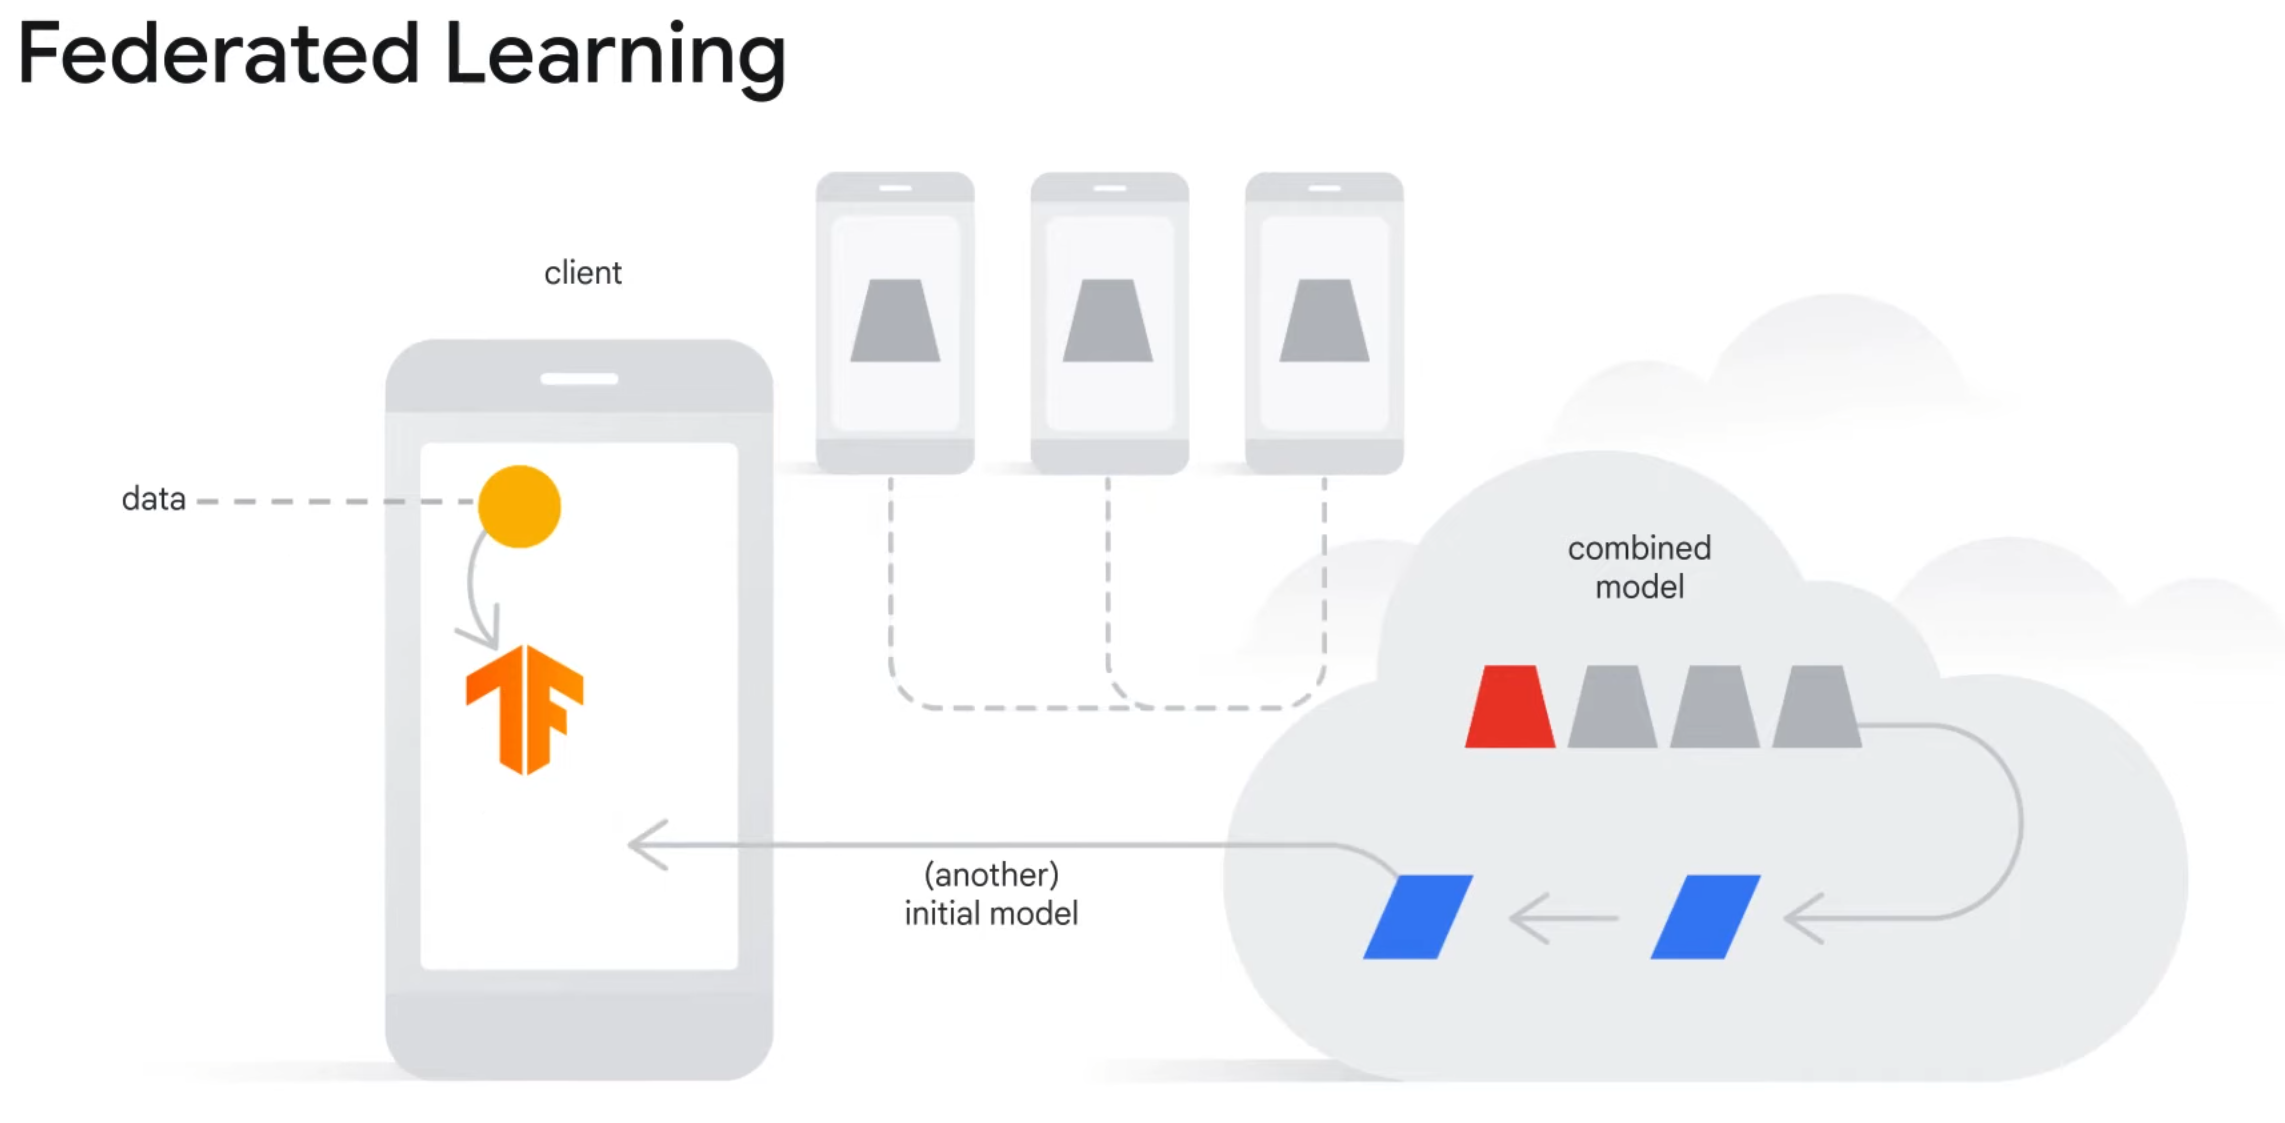 Federated Learning
client
data
combined
model
(another)
initial model